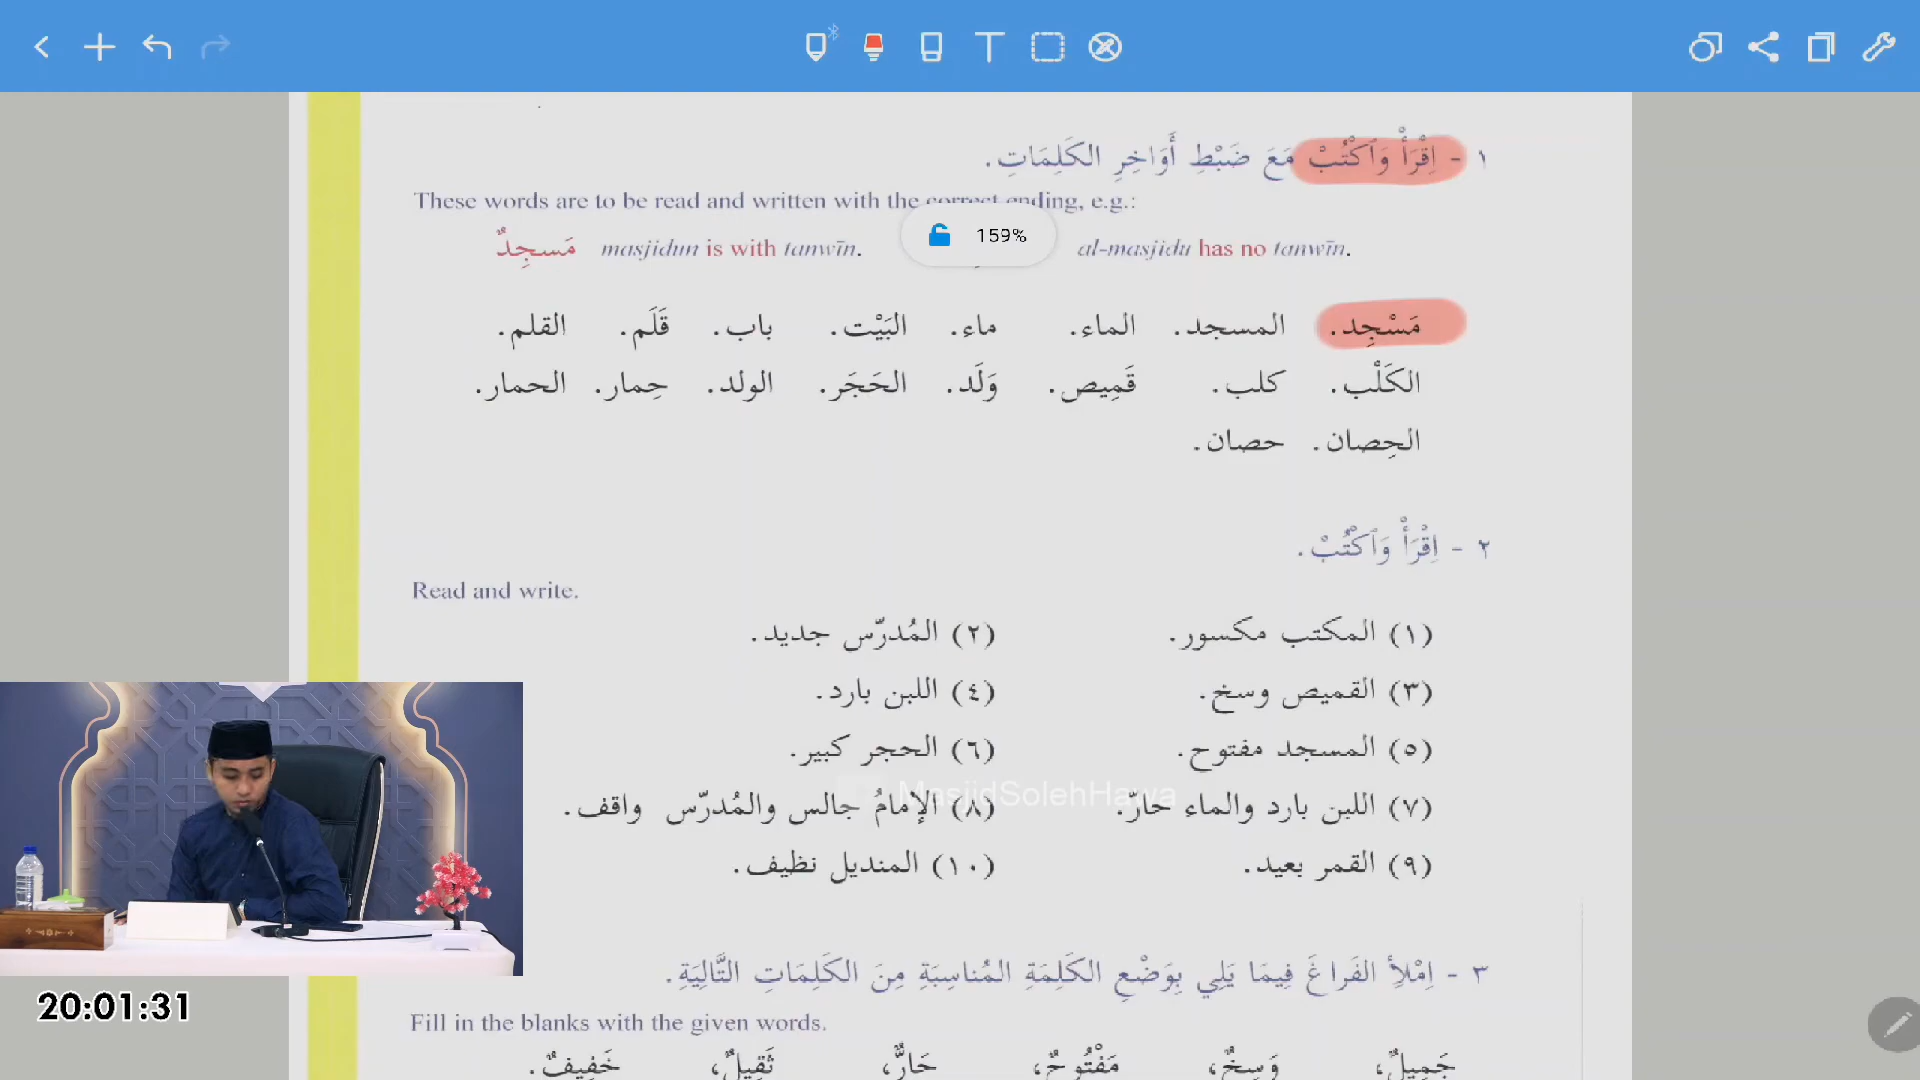 ١ - اِقْرَأْ وَٱكْتُبْ مَعَ ضَبْطِ أَوَاخِرِ الكَلِمَاتِ.
These words are to be read and written with the correct ending, e.g.:
مَسجِدٌ masjidun is with tanwīn. al-masjidu has no tanwīn.
159%
مَسْجِد. المسجد. الماء. ماء. البَيْت. باب. قَلَم. القلم.
الكَلْب. كلب. قَمِيص. وَلَد. الحَجَر. الولد. حِمار. الحمار.
الحِصان. حصان.
٢ - اِقْرَأْ وَٱكْتُبْ.
Read and write.
(١) المكتب مكسور. (٢) المُدرّس جديد.
(٣) القميص وسخ. (٤) اللبن بارد.
(٥) المسجد مفتوح. (٦) الحجر كبير.
MasjidSolehHawa
(٧) اللبن بارد والماء حارّ. (٨) الإمامُ جالس والمُدرّس واقف.
(٩) القمر بعيد. (١٠) المنديل نظيف.
٣ - اِمْلأِ الفَراغَ فِيمَا يَلِي بِوَضْعِ الكَلِمَةِ المُناسِبَةِ مِنَ الكَلِمَاتِ التَّالِيَةِ.
Fill in the blanks with the given words.
جَمِيلٌ، وَسِخٌ، مَفْتُوحٌ، حَارٌّ، ثَقِيلٌ، خَفِيفٌ.
20:01:31